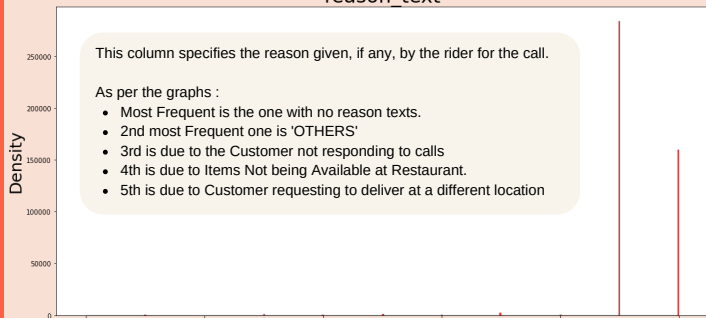 reason_text
This column specifies the reason given, if any, by the rider for the call.
As per the graphs :
• Most Frequent is the one with no reason texts.
• 2nd most Frequent one is 'OTHERS'
• 3rd is due to the Customer not responding to calls
• 4th is due to Items Not being Available at Restaurant.
• 5th is due to Customer requesting to deliver at a different location
Density
250000
200000
150000
100000
50000
0